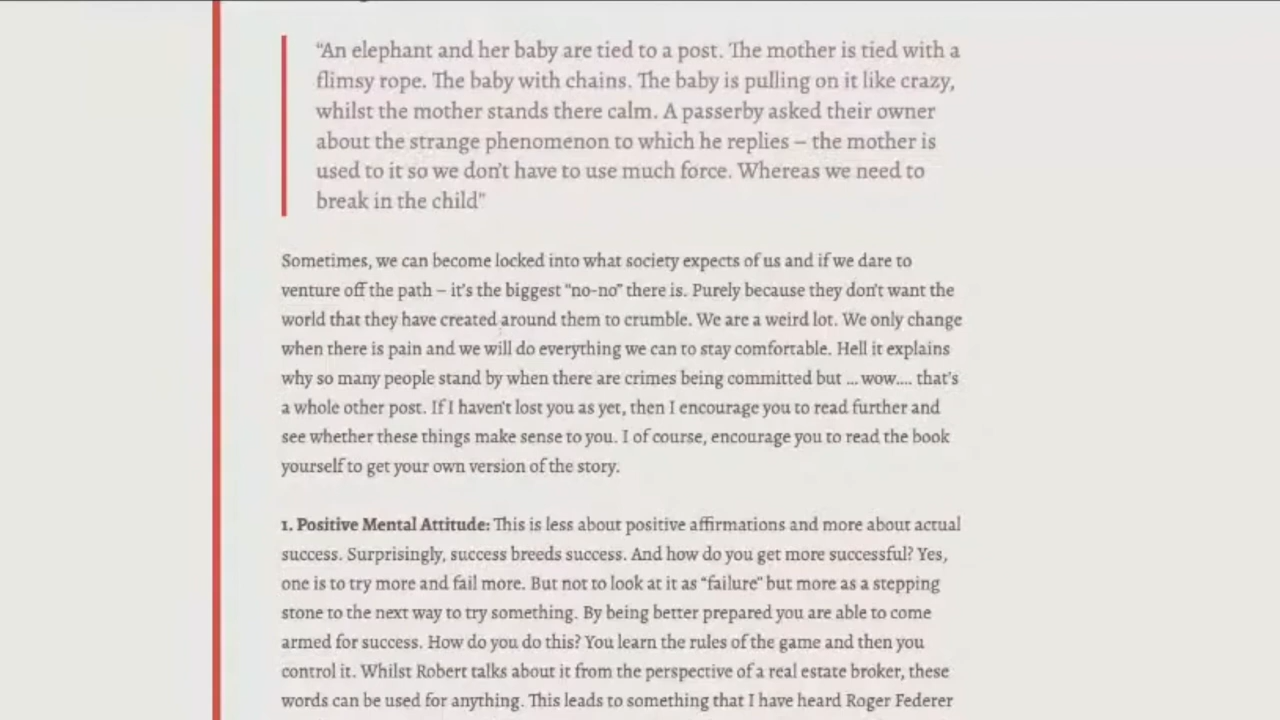 “An elephant and her baby are tied to a post. The mother is tied with a
flimsy rope. The baby with chains. The baby is pulling on it like crazy,
whilst the mother stands there calm. A passerby asked their owner
about the strange phenomenon to which he replies – the mother is
used to it so we don’t have to use much force. Whereas we need to
break in the child”
Sometimes, we can become locked into what society expects of us and if we dare to
venture off the path – it’s the biggest “no-no” there is. Purely because they don’t want the
world that they have created around them to crumble. We are a weird lot. We only change
when there is pain and we will do everything we can to stay comfortable. Hell it explains
why so many people stand by when there are crimes being committed but … wow…. that’s
a whole other post. If I haven’t lost you as yet, then I encourage you to read further and
see whether these things make sense to you. I of course, encourage you to read the book
yourself to get your own version of the story.
1. Positive Mental Attitude: This is less about positive affirmations and more about actual
success. Surprisingly, success breeds success. And how do you get more successful? Yes,
one is to try more and fail more. But not to look at it as “failure” but more as a stepping
stone to the next way to try something. By being better prepared you are able to come
armed for success. How do you do this? You learn the rules of the game and then you
control it. Whilst Robert talks about it from the perspective of a real estate broker, these
words can be used for anything. This leads to something that I have heard Roger Federer